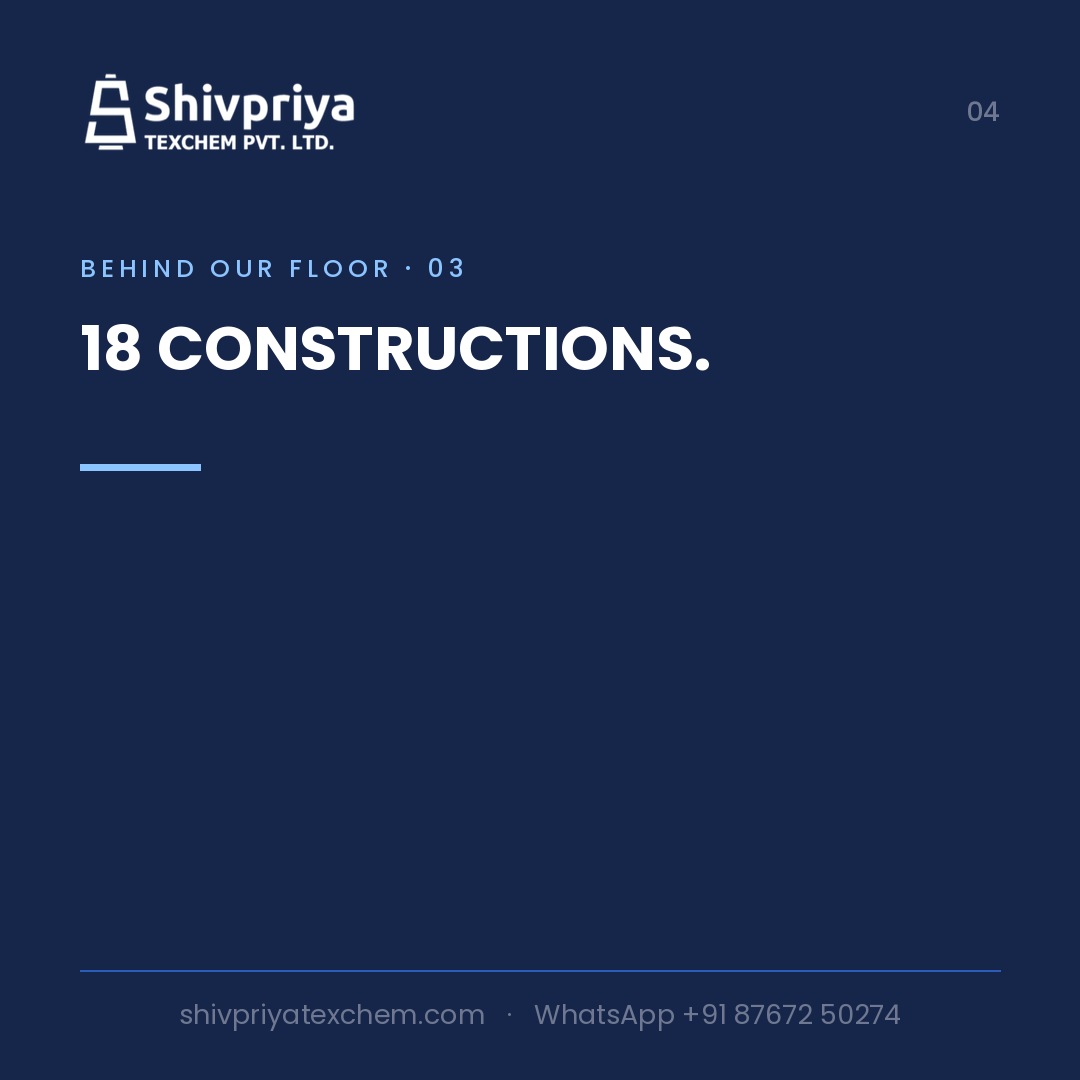 Shivpriya
TEXCHEM PVT. LTD.
04
BEHIND OUR FLOOR · 03
18 CONSTRUCTIONS.
shivpriyatexchem.com · WhatsApp +91 87672 50274